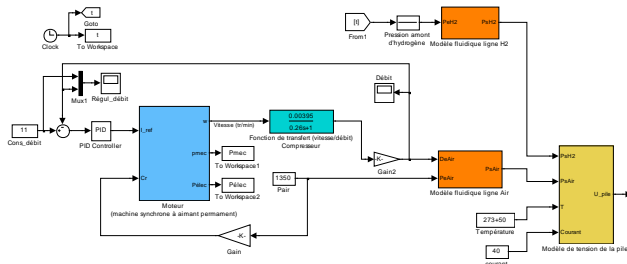 t
Goto
Clock
t
To Workspace
[t]
From1
Pression amont
d'hydrogène
PsH2
PsH2
Modèle fluidique ligne H2
Mux1
Régul_débit
Débit
11
Cons_débit
PID
PID Controller
I_ref
w
Vitesse (tr/min)
pmec
Pélec
Cr
Moteur
(machine synchrone à aimant permament)
0.00395
0.26s+1
Fonction de transfert (vitesse/débit)
Compresseur
Pmec
To Workspace1
Pélec
To Workspace2
1350
Pair
-K-
Gain2
-K-
Gain
DeAir
PeAir
PsAir
Modèle fluidique ligne Air
PsH2
PsAir
T
Courant
U_pile
Modèle de tension de la pile
273+50
Température
40
courant